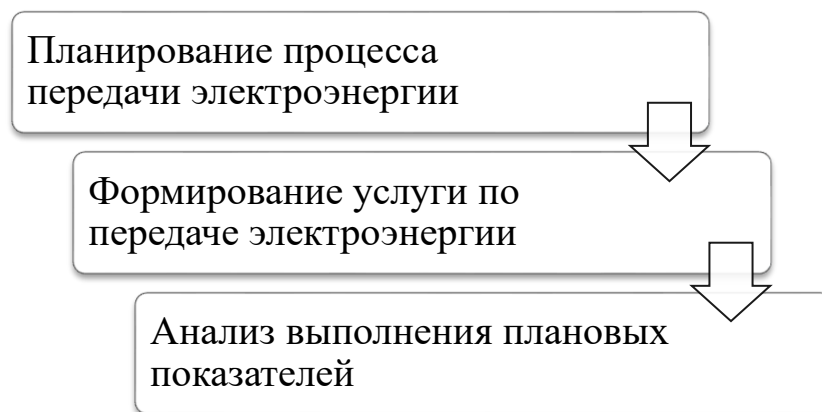 Планирование процесса
передачи электроэнергии
Формирование услуги по
передаче электроэнергии
Анализ выполнения плановых
показателей